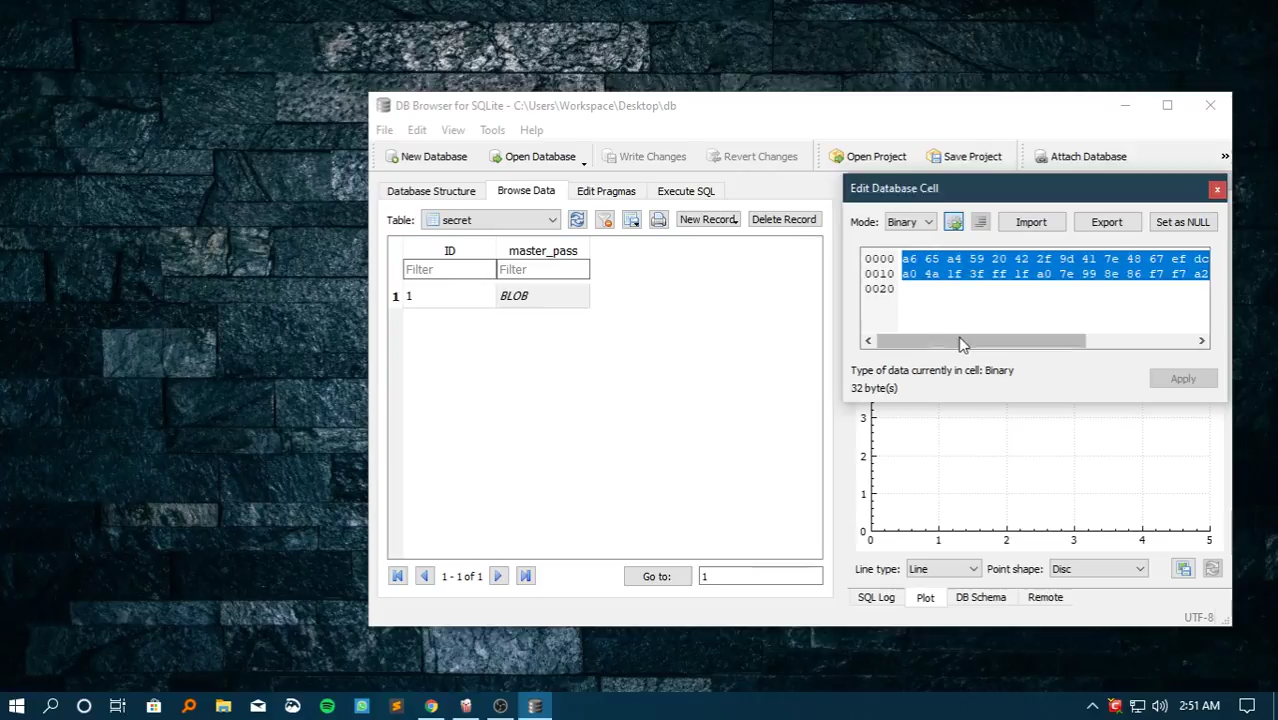 DB Browser for SQLite - C:\Users\Workspace\Desktop\db
File Edit View Tools Help
New Database Open Database Write Changes Revert Changes Open Project Save Project Attach Database »
Database Structure Browse Data Edit Pragmas Execute SQL
Table: secret New Record Delete Record
ID master_pass
Filter Filter
1 1 BLOB
1 - 1 of 1 Go to: 1
Edit Database Cell
Mode: Binary Import Export Set as NULL
0000 a6 65 a4 59 20 42 2f 9d 41 7e 48 67 ef dc
0010 a0 4a 1f 3f ff 1f a0 7e 99 8e 86 f7 f7 a2
0020
Type of data currently in cell: Binary
32 byte(s)
Apply
3
2
1
0
0 1 2 3 4 5
Line type: Line Point shape: Disc
SQL Log Plot DB Schema Remote
UTF-8
2:51 AM